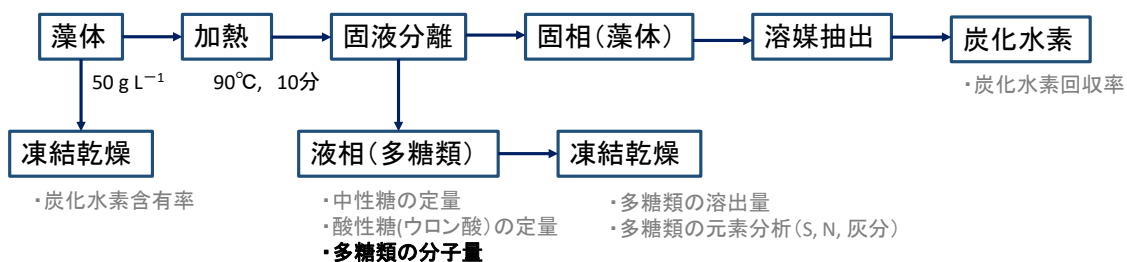 藻体
加熱
固液分離
固相(藻体)
溶媒抽出
炭化水素
50 g L－1
90℃, 10分
・炭化水素回収率
凍結乾燥
液相(多糖類)
凍結乾燥
・炭化水素含有率
・中性糖の定量
・酸性糖(ウロン酸)の定量
・多糖類の分子量
・多糖類の溶出量
・多糖類の元素分析(S, N, 灰分)